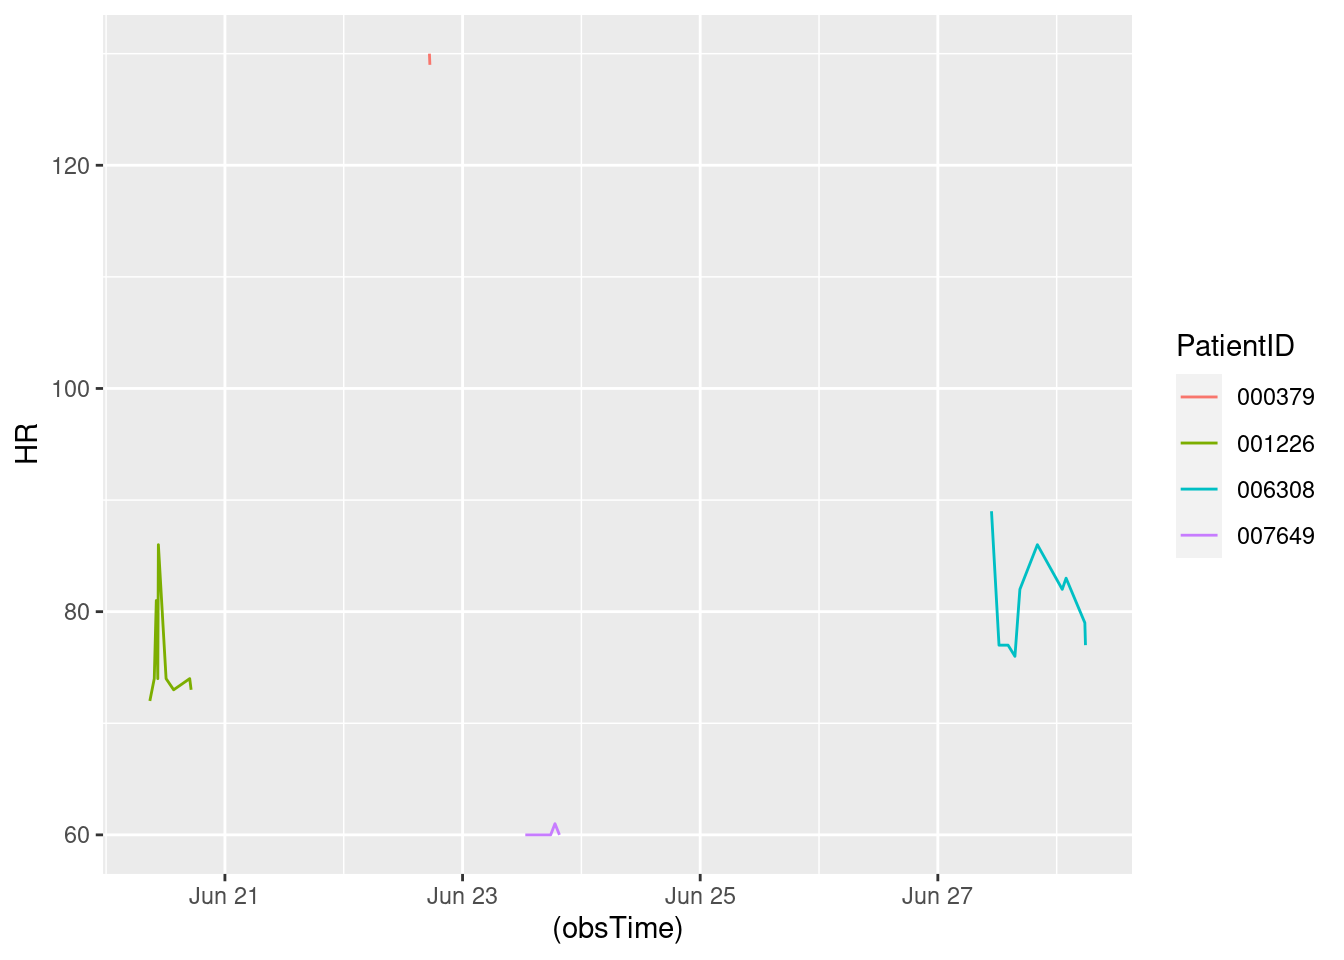 HR
120
100
80
60
Jun 21
Jun 23
Jun 25
Jun 27
(obsTime)
PatientID
000379
001226
006308
007649